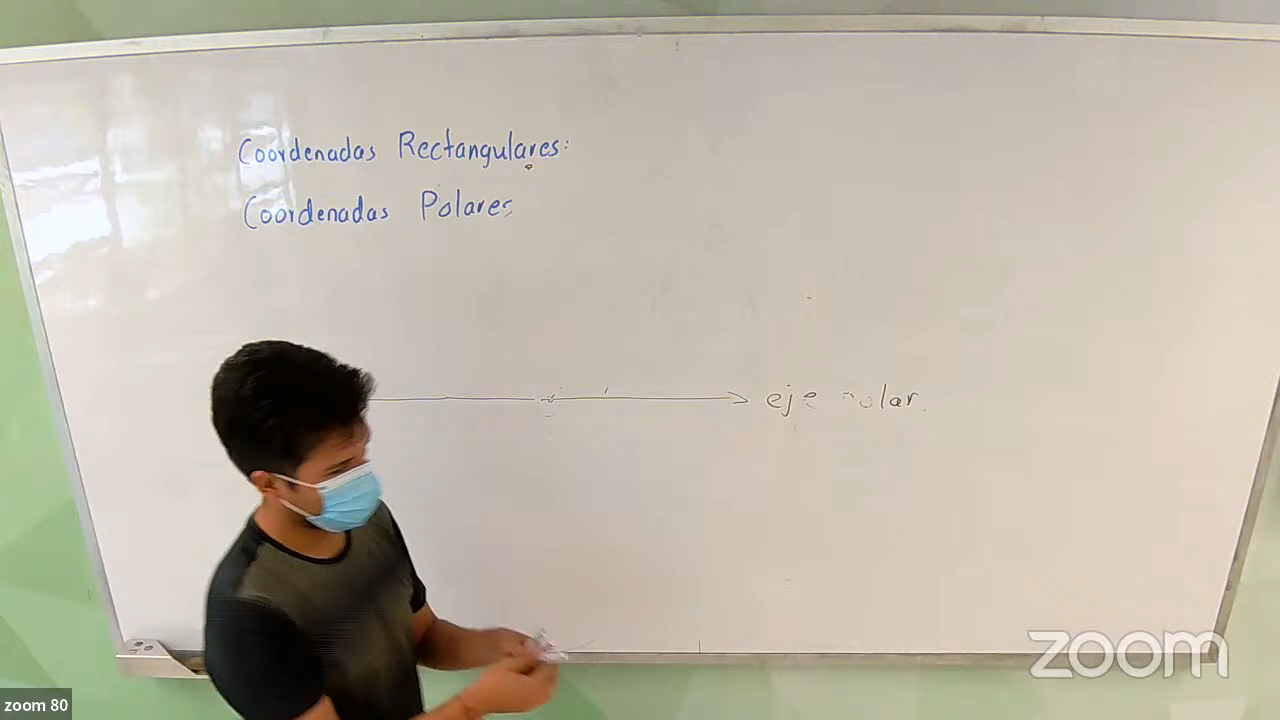 Coordenadas Rectangulares:
Coordenadas Polares
eje polar
zoom
zoom 80